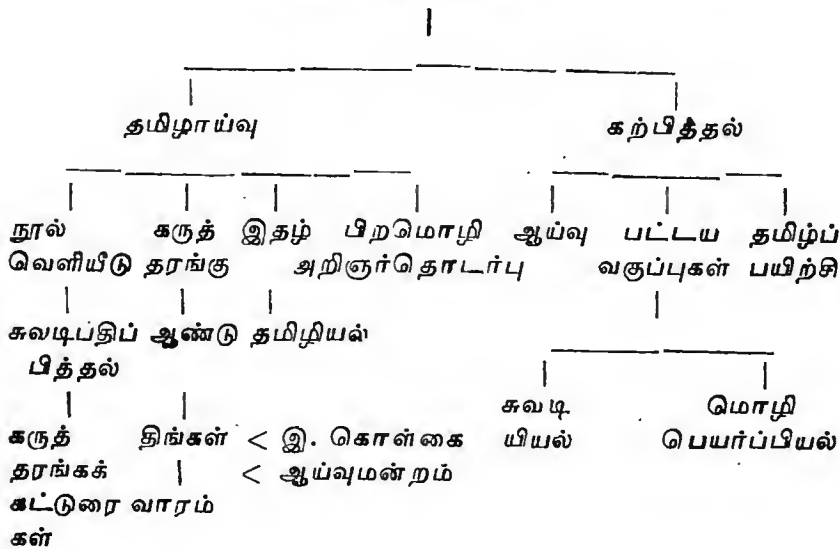 தமிழாய்வு கற்பித்தல்
நூல் கருத் இதழ் பிறமொழி ஆய்வு பட்டய தமிழ்ப்
வெளியீடு தரங்கு அறிஞர்தொடர்பு வகுப்புகள் பயிற்சி
சுவடிபதிப் ஆண்டு தமிழியல்
பித்தல்
சுவடி மொழி
கருத் திங்கள் < இ. கொள்கை யியல் பெயர்ப்பியல்
தரங்கக் < ஆய்வுமன்றம்
கட்டுரை வாரம்
கள்